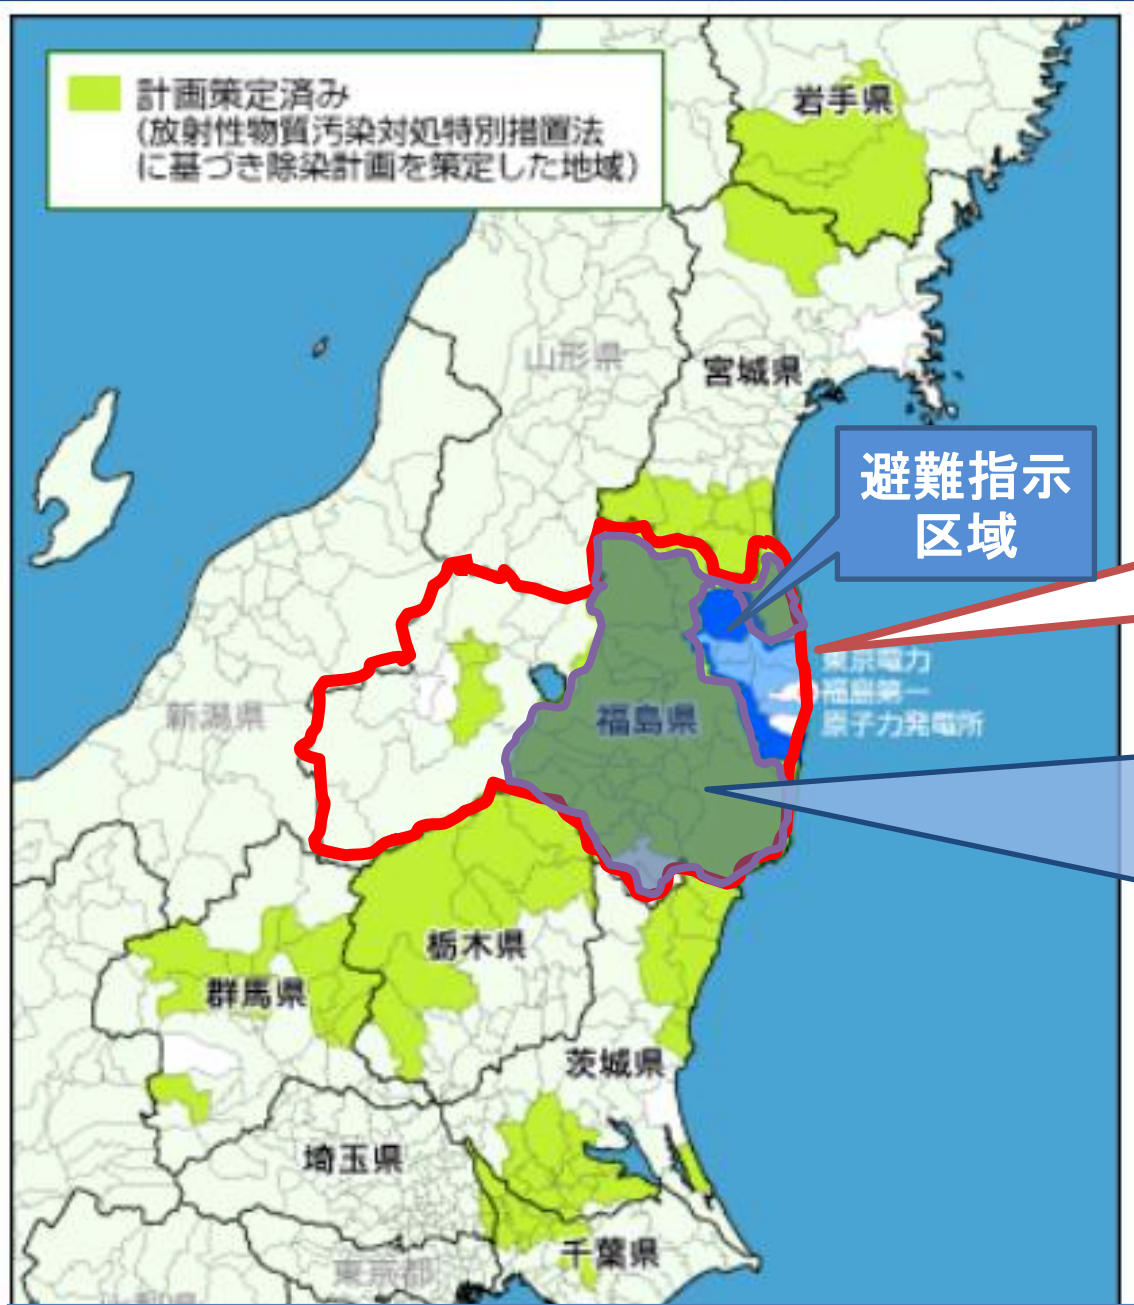 計画策定済み
(放射性物質汚染対処特別措置法
に基づき除染計画を策定した地域)
岩手県
山形県
宮城県
避難指示
区域
東京電力
福島第一
原子力発電所
新潟県
福島県
栃木県
群馬県
茨城県
埼玉県
千葉県
東京都
山梨県